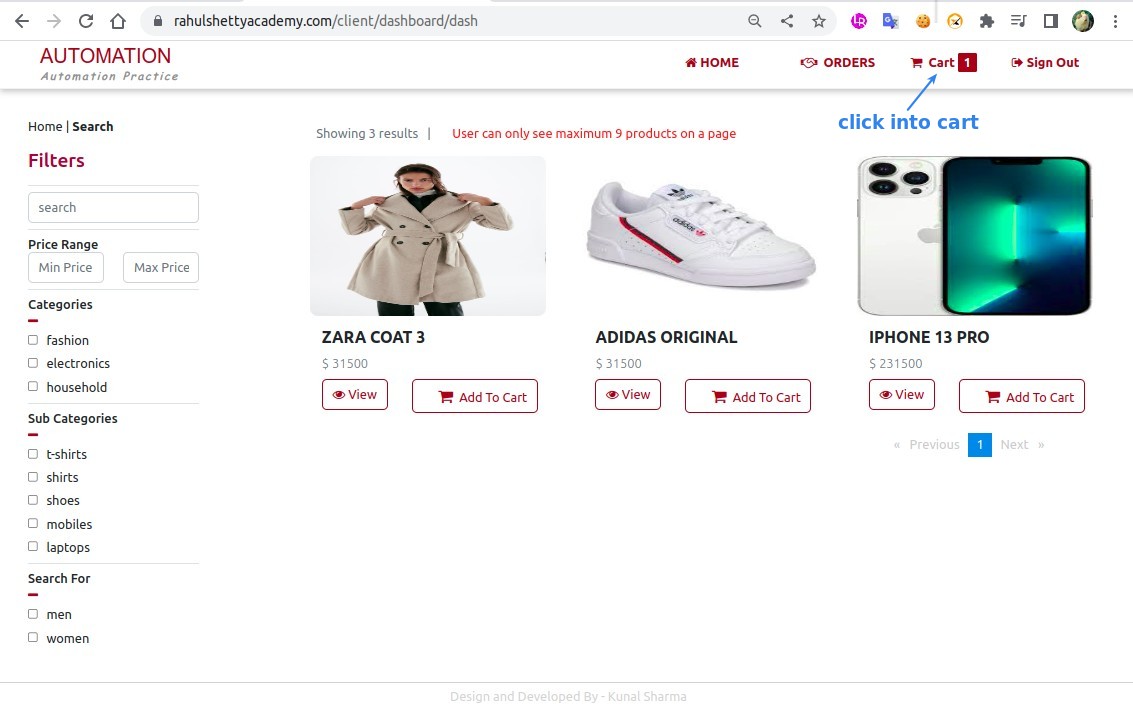 rahulshettyacademy.com/client/dashboard/dash
AUTOMATION
Automation Practice
HOME
ORDERS
Cart 1
Sign Out
click into cart
Home | Search
Showing 3 results |
User can only see maximum 9 products on a page
Filters
search
Price Range
Min Price
Max Price
Categories
fashion
electronics
household
Sub Categories
t-shirts
shirts
shoes
mobiles
laptops
Search For
men
women
adidas
ZARA COAT 3
$ 31500
View
Add To Cart
ADIDAS ORIGINAL
$ 31500
View
Add To Cart
IPHONE 13 PRO
$ 231500
View
Add To Cart
« Previous 1 Next »
Design and Developed By - Kunal Sharma